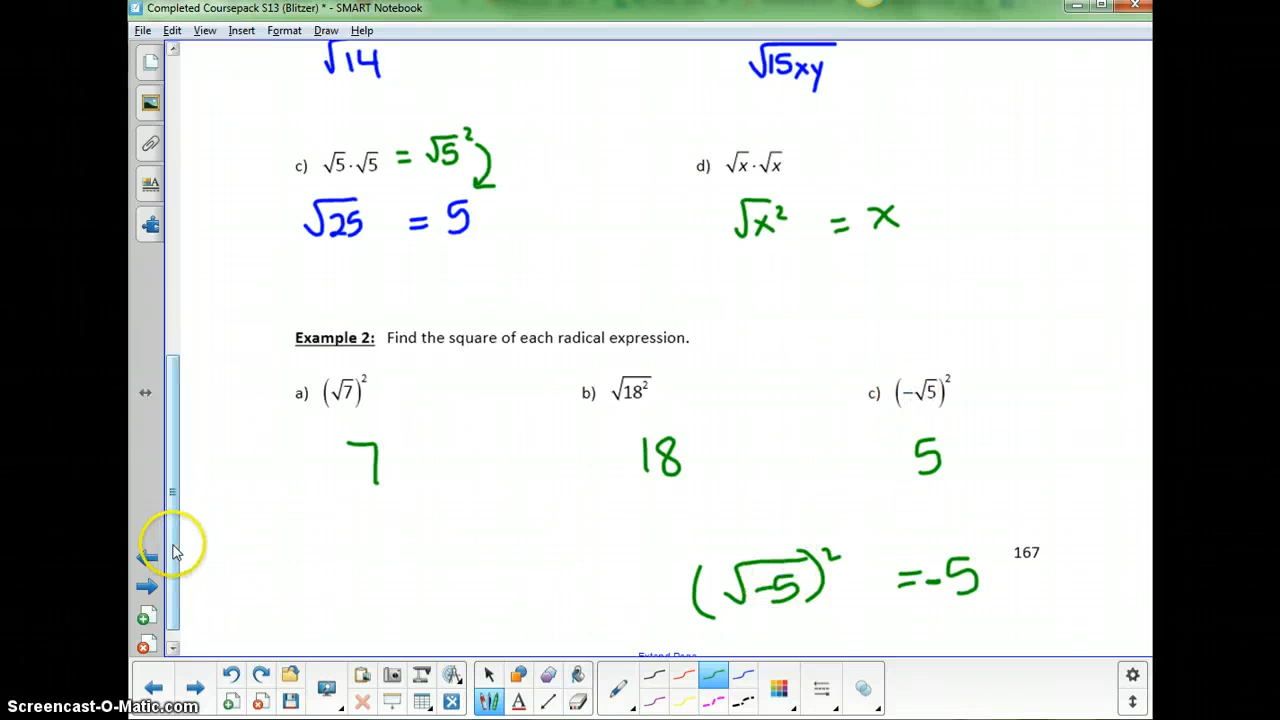 Completed Coursepack S13 (Blitzer) * - SMART Notebook
File Edit View Insert Format Draw Help
√14
√15xy
c) √5 · √5 = √5²
d) √x · √x
√25 = 5
√x² = x
Example 2: Find the square of each radical expression.
a) (√7)²
b) √18²
c) (−√5)²
7
18
5
167
(√-5)² = -5
Extend Page
Screencast-O-Matic.com